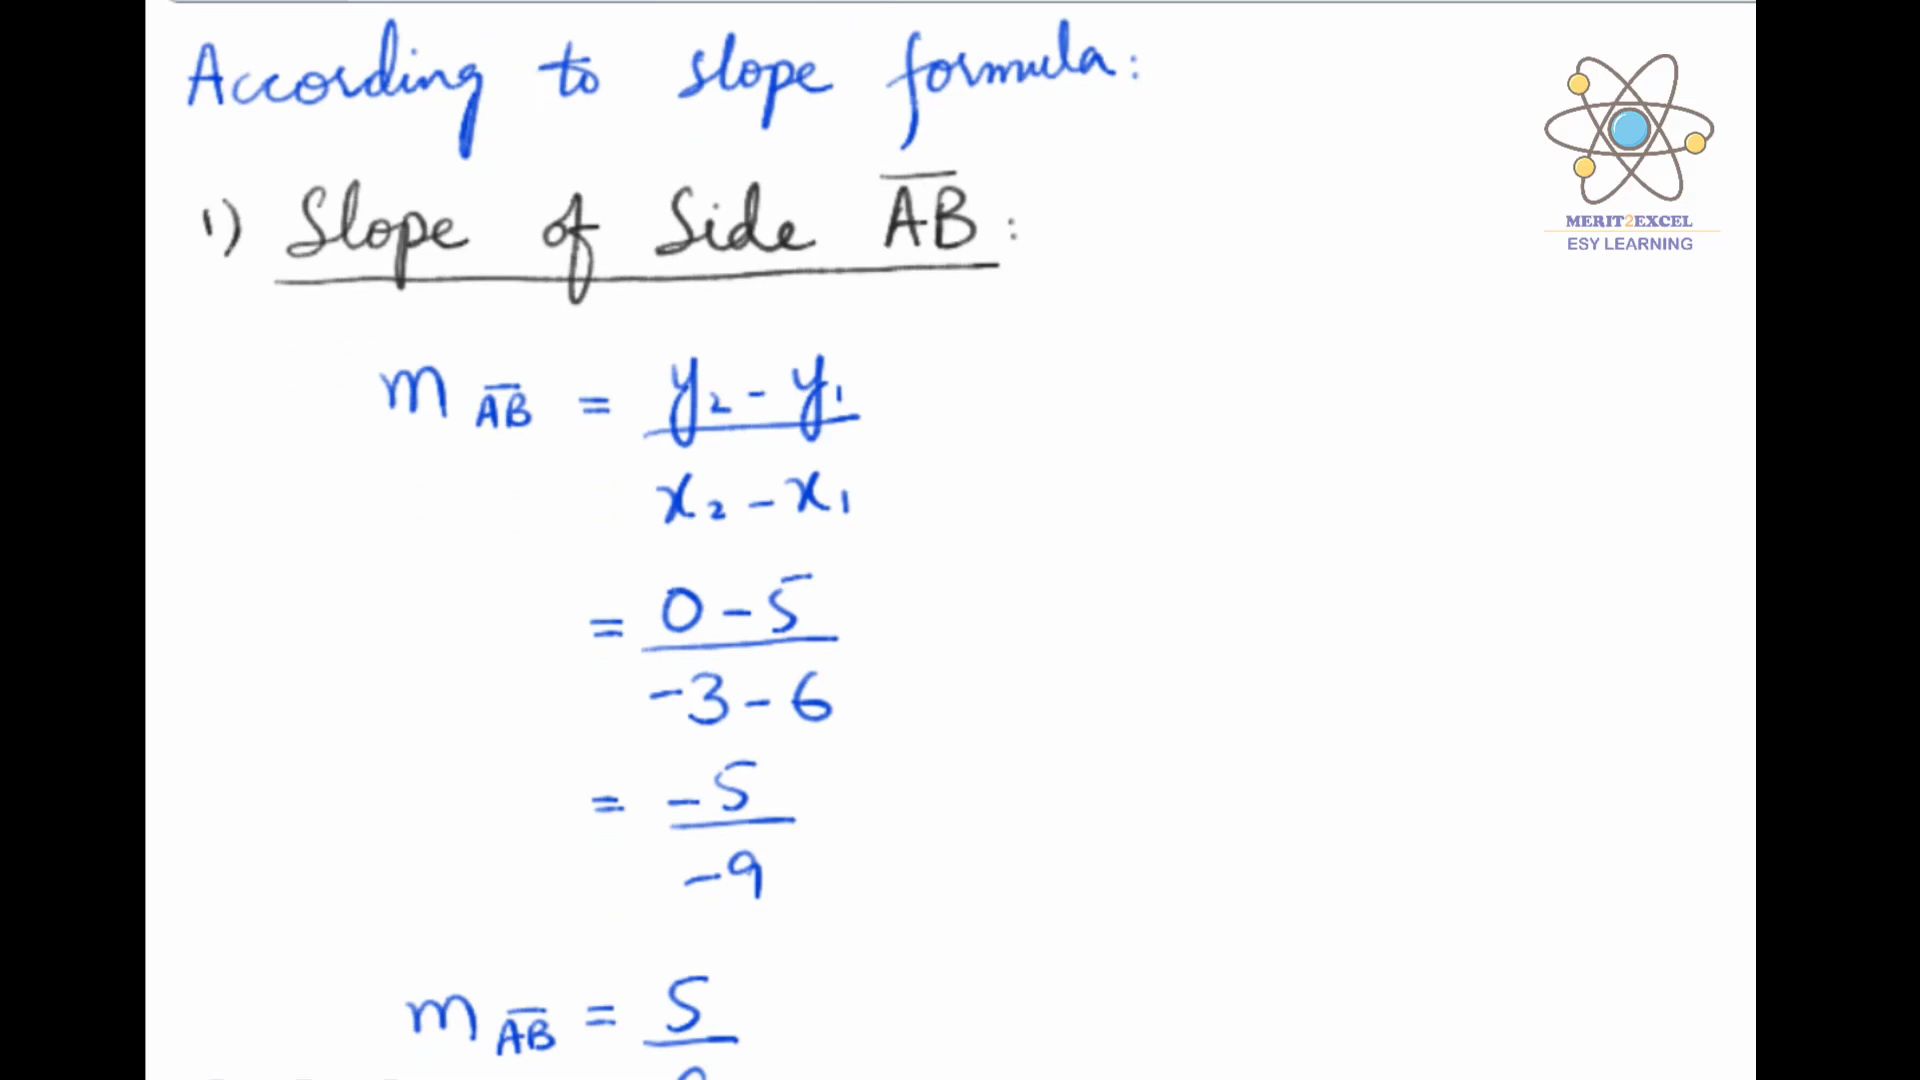 According to slope formula:
1) Slope of Side AB:
m AB = y2 - y1
x2 - x1
= 0 - 5
-3 - 6
= -5
-9
m AB = 5
MERIT2EXCEL
ESY LEARNING